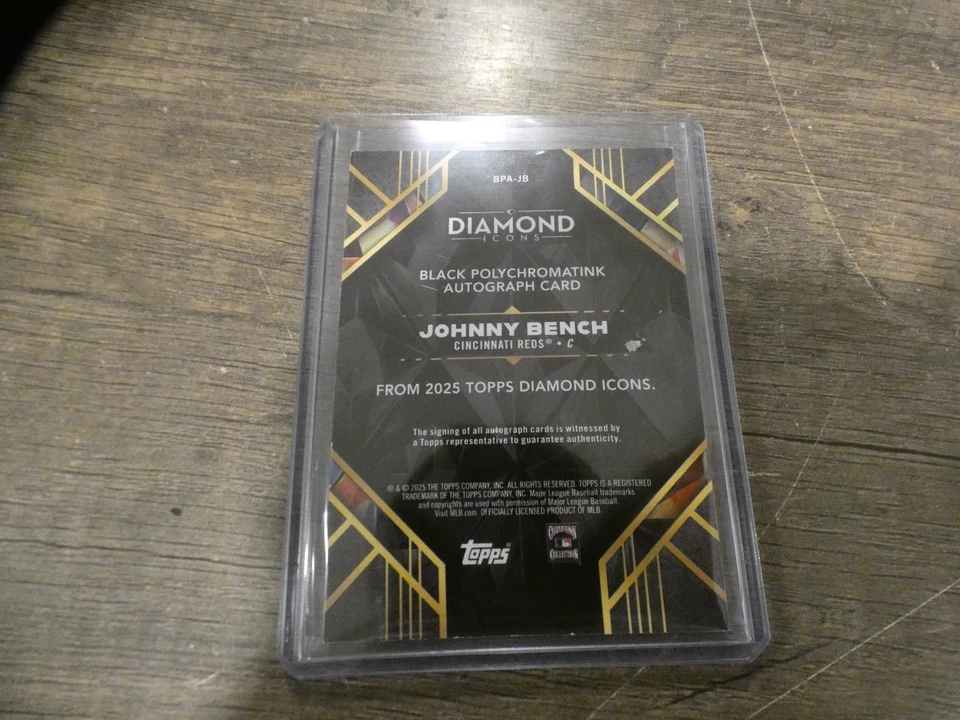 BPA-JB
DIAMOND
ICONS
BLACK POLYCHROMATINK
AUTOGRAPH CARD
JOHNNY BENCH
CINCINNATI REDS® • C
FROM 2025 TOPPS DIAMOND ICONS.
The signing of all autograph cards is witnessed by
a Topps representative to guarantee authenticity.
® & © 2025 THE TOPPS COMPANY, INC. ALL RIGHTS RESERVED. TOPPS IS A REGISTERED
TRADEMARK OF THE TOPPS COMPANY, INC. Major League Baseball trademarks
and copyrights are used with permission of Major League Baseball.
Visit MLB.com. OFFICIALLY LICENSED PRODUCT OF MLB.
Topps
COOPERSTOWN
COLLECTION